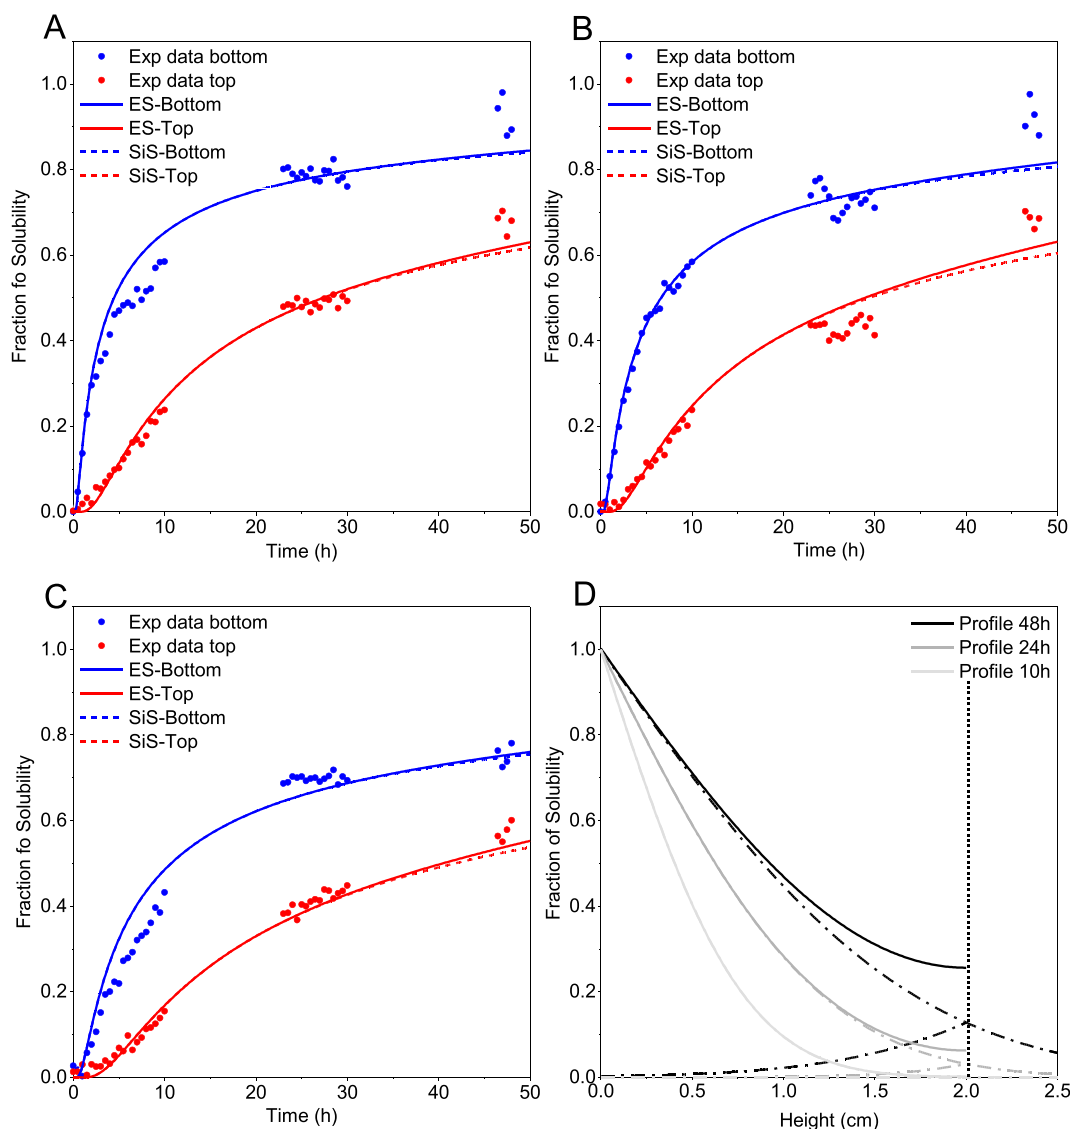 A
Exp data bottom
Exp data top
ES-Bottom
ES-Top
SiS-Bottom
SiS-Top
1.0
0.8
0.6
0.4
0.2
0.0
0
10
20
30
40
50
Time (h)
Fraction fo Solubility
B
Exp data bottom
Exp data top
ES-Bottom
ES-Top
SiS-Bottom
SiS-Top
1.0
0.8
0.6
0.4
0.2
0.0
0
10
20
30
40
50
Time (h)
Fraction fo Solubility
C
Exp data bottom
Exp data top
ES-Bottom
ES-Top
SiS-Bottom
SiS-Top
1.0
0.8
0.6
0.4
0.2
0.0
0
10
20
30
40
50
Time (h)
Fraction fo Solubility
D
Profile 48h
Profile 24h
Profile 10h
1.0
0.8
0.6
0.4
0.2
0.0
0.0
0.5
1.0
1.5
2.0
2.5
Height (cm)
Fraction of Solubility